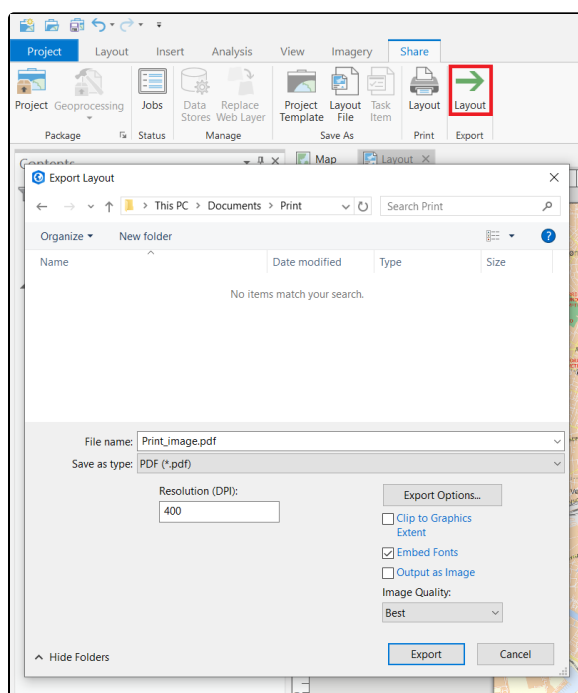 Project Layout Insert Analysis View Imagery Share
Project Geoprocessing Jobs Data Replace Project Layout Task Layout Layout
Stores Web Layer Template File Item
Package Status Manage Save As Print Export
Contents Map Layout
Export Layout
This PC > Documents > Print Search Print
Organize New folder ?
Name Date modified Type Size
No items match your search.
File name: Print_image.pdf
Save as type: PDF (*.pdf)
Resolution (DPI):
400
Export Options...
Clip to Graphics
Extent
Embed Fonts
Output as Image
Image Quality:
Best
Hide Folders Export Cancel